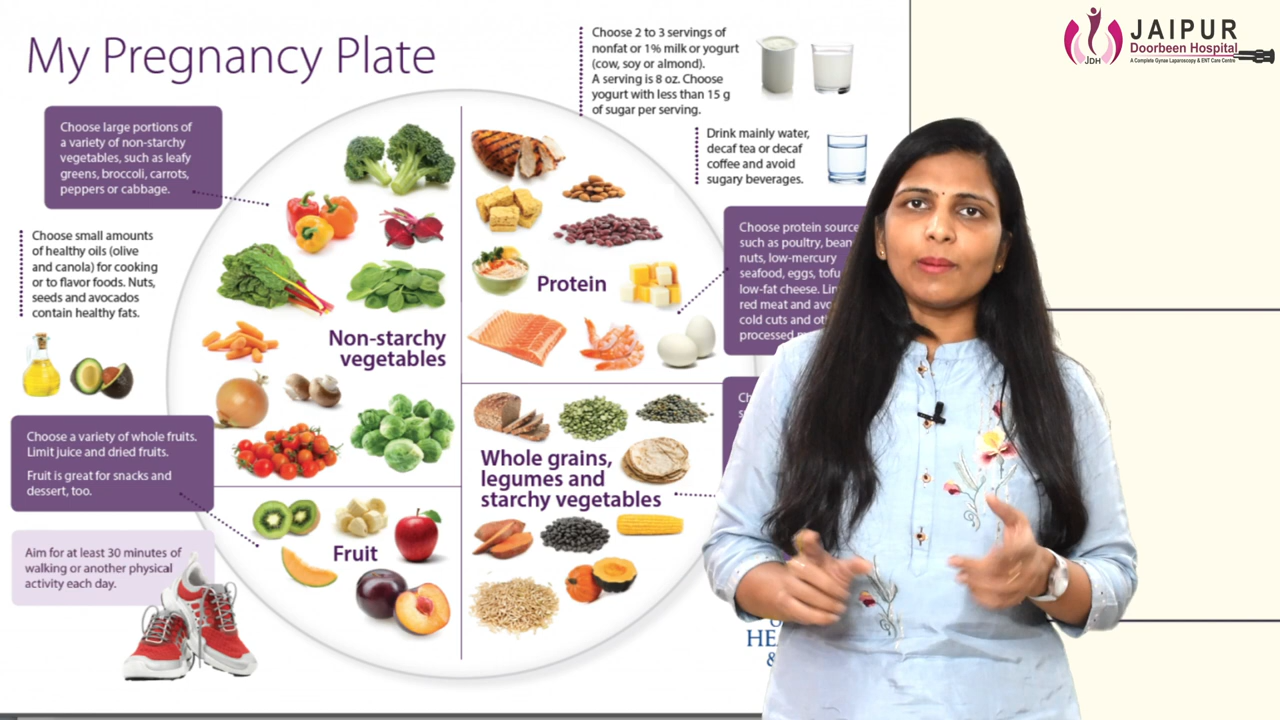 My Pregnancy Plate
Choose large portions of
a variety of non-starchy
vegetables, such as leafy
greens, broccoli, carrots,
peppers or cabbage.
Choose small amounts
of healthy oils (olive
and canola) for cooking
or to flavor foods. Nuts,
seeds and avocados
contain healthy fats.
Choose a variety of whole fruits.
Limit juice and dried fruits.
Fruit is great for snacks and
dessert, too.
Aim for at least 30 minutes of
walking or another physical
activity each day.
Non-starchy
vegetables
Fruit
Protein
Whole grains,
legumes and
starchy vegetables
Choose 2 to 3 servings of
nonfat or 1% milk or yogurt
(cow, soy or almond).
A serving is 8 oz. Choose
yogurt with less than 15 g
of sugar per serving.
Drink mainly water,
decaf tea or decaf
coffee and avoid
sugary beverages.
Choose protein source
such as poultry, bean
nuts, low-mercury
seafood, eggs, tofu
low-fat cheese. Li
red meat and avo
cold cuts and ot
processed
Ch
HE
&
JAIPUR
Doorbeen Hospital
A Complete Gynae Laparoscopy & ENT Care Centre
JDH